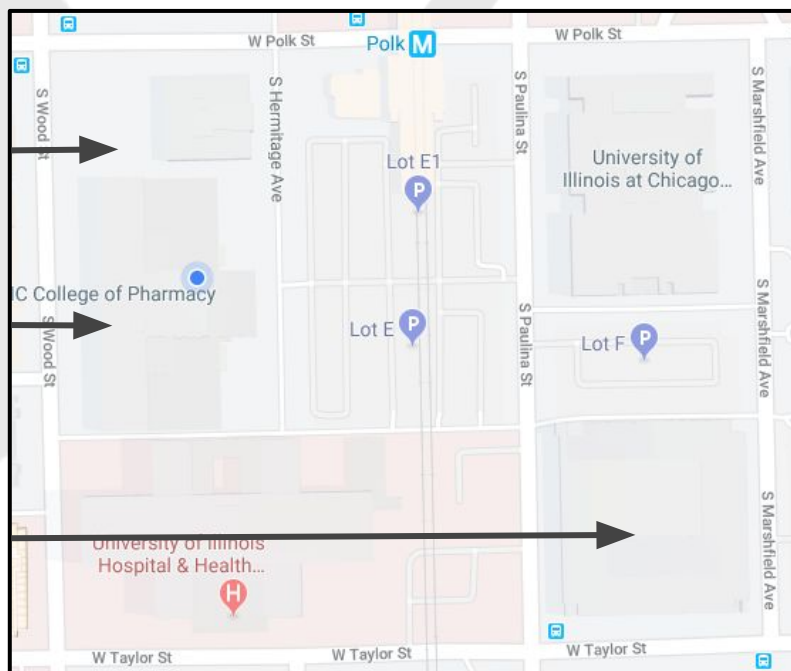 W Polk St
Polk M
W Polk St
S Wood St
S Hermitage Ave
S Paulina St
S Marshfield Ave
University of
Illinois at Chicago...
Lot E1
P
IC College of Pharmacy
S Wood St
Lot E P
S Paulina St
Lot F P
S Marshfield Ave
S Marshfield Ave
University of Illinois
Hospital & Health...
H
W Taylor St
W Taylor St
W Taylor St